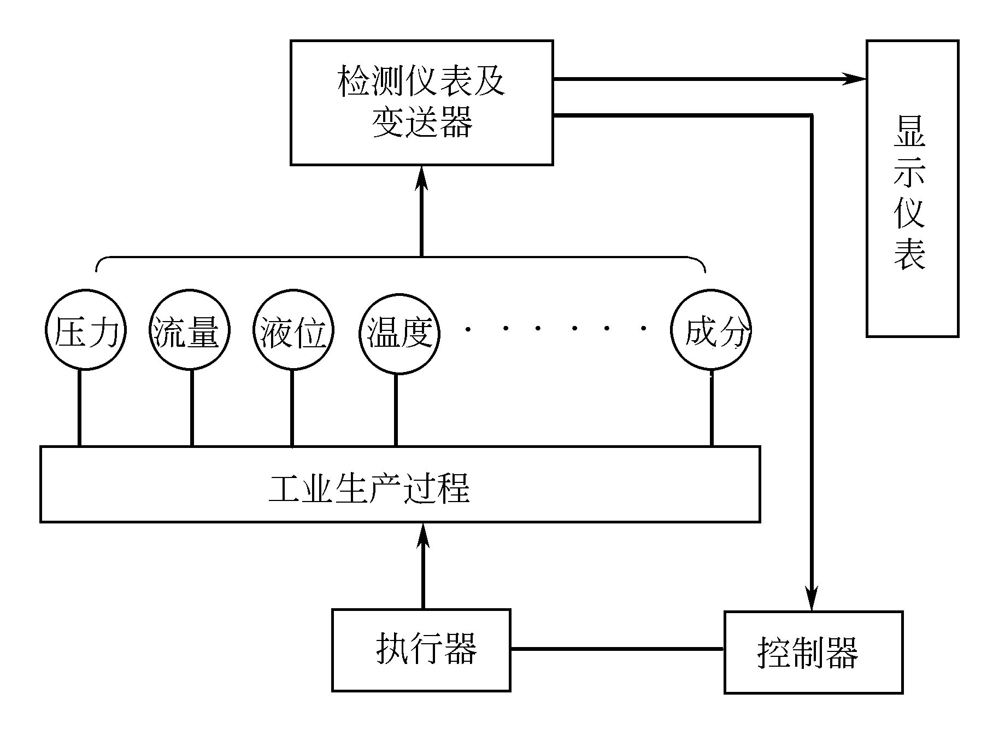 检测仪表及
变送器
显示仪表
压力
流量
液位
温度
······
成分
工业生产过程
执行器
控制器